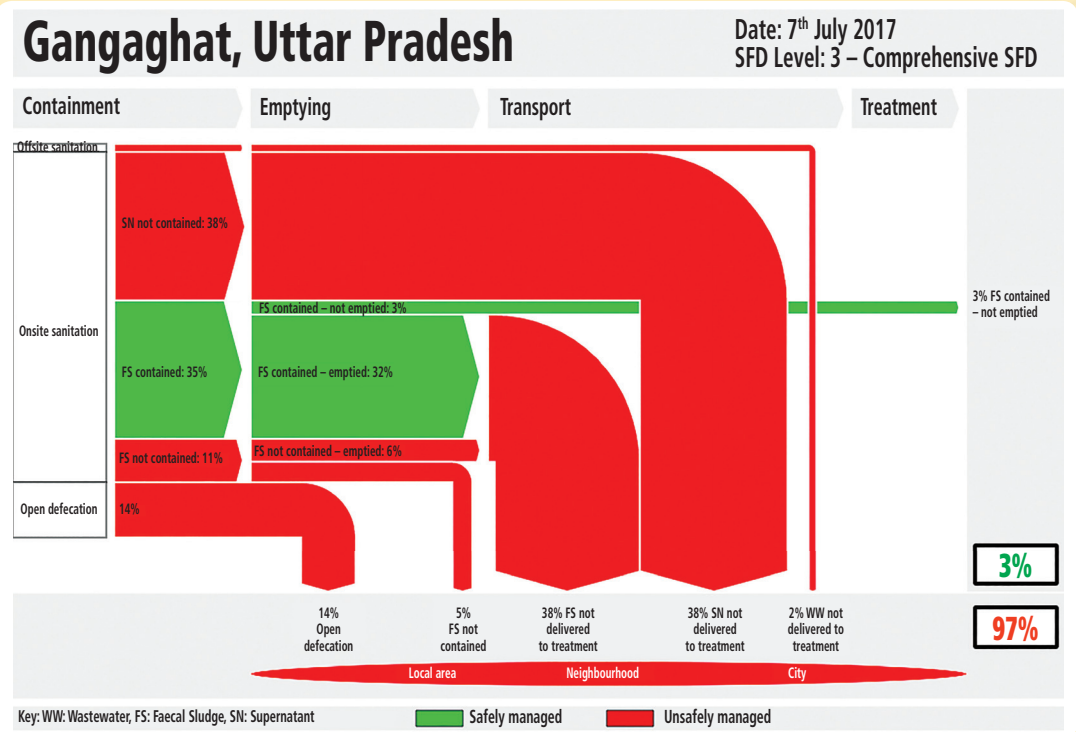 Gangaghat, Uttar Pradesh
Date: 7th July 2017
SFD Level: 3 – Comprehensive SFD
Containment
Emptying
Transport
Treatment
Offsite sanitation
SN not contained: 38%
FS contained – not emptied: 3%
3% FS contained
– not emptied
Onsite sanitation
FS contained: 35%
FS contained – emptied: 32%
FS not contained: 11%
FS not contained – emptied: 6%
Open defecation
14%
3%
14%
Open
defecation
5%
FS not
contained
38% FS not
delivered
to treatment
38% SN not
delivered
to treatment
2% WW not
delivered to
treatment
97%
Local area
Neighbourhood
City
Key: WW: Wastewater, FS: Faecal Sludge, SN: Supernatant
Safely managed
Unsafely managed